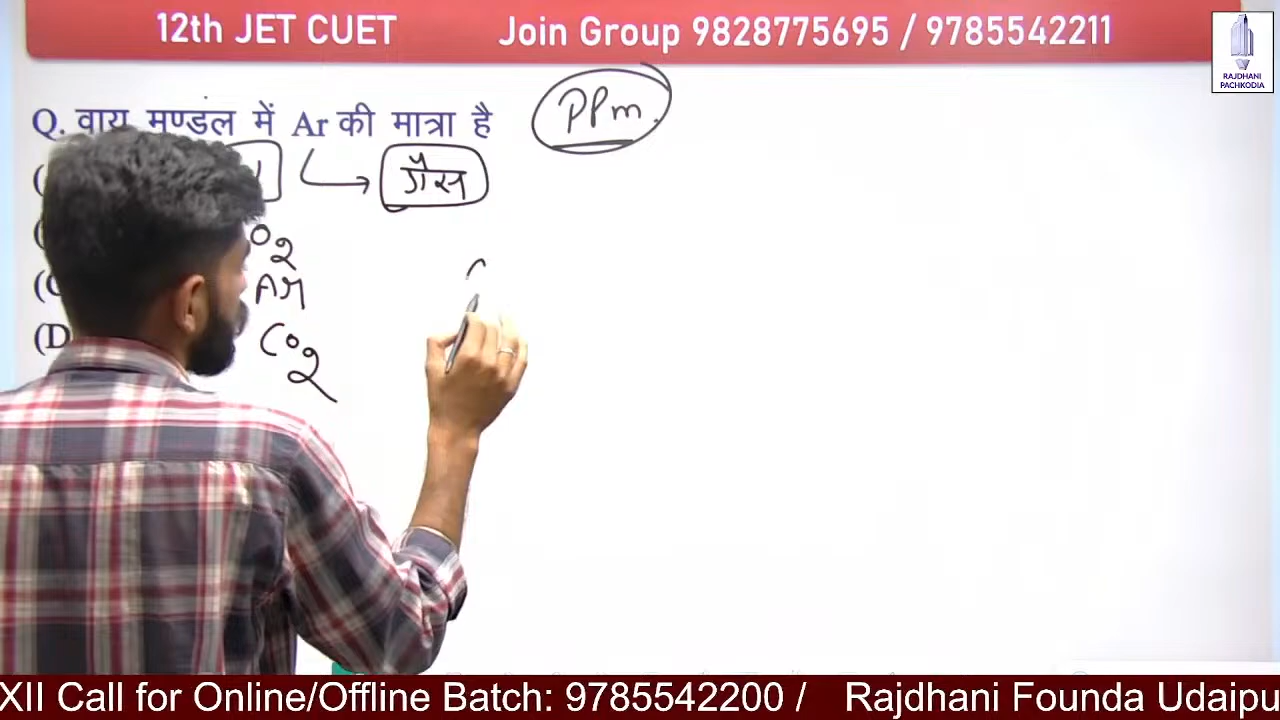 12th JET CUET Join Group 9828775695 / 9785542211
RAJDHANI
PACHKODIA
Q. वायु मण्डल में Ar की मात्रा है
PPm
गैस
O2
Ar
(D
CO2
XII Call for Online/Offline Batch: 9785542200 / Rajdhani Founda Udaipu